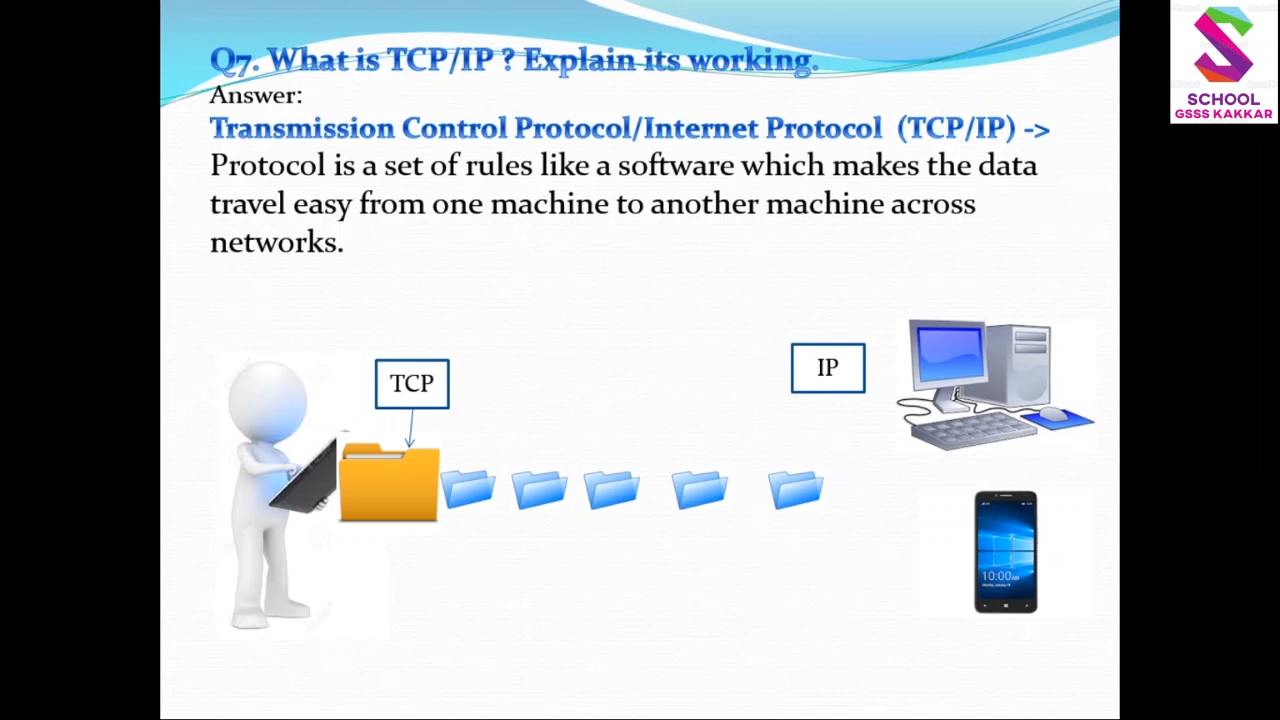 Q7. What is TCP/IP ? Explain its working.
Answer:
Transmission Control Protocol/Internet Protocol (TCP/IP) ->
Protocol is a set of rules like a software which makes the data
travel easy from one machine to another machine across
networks.
TCP
IP
10:00AM
SCHOOL
GSSS KAKKAR